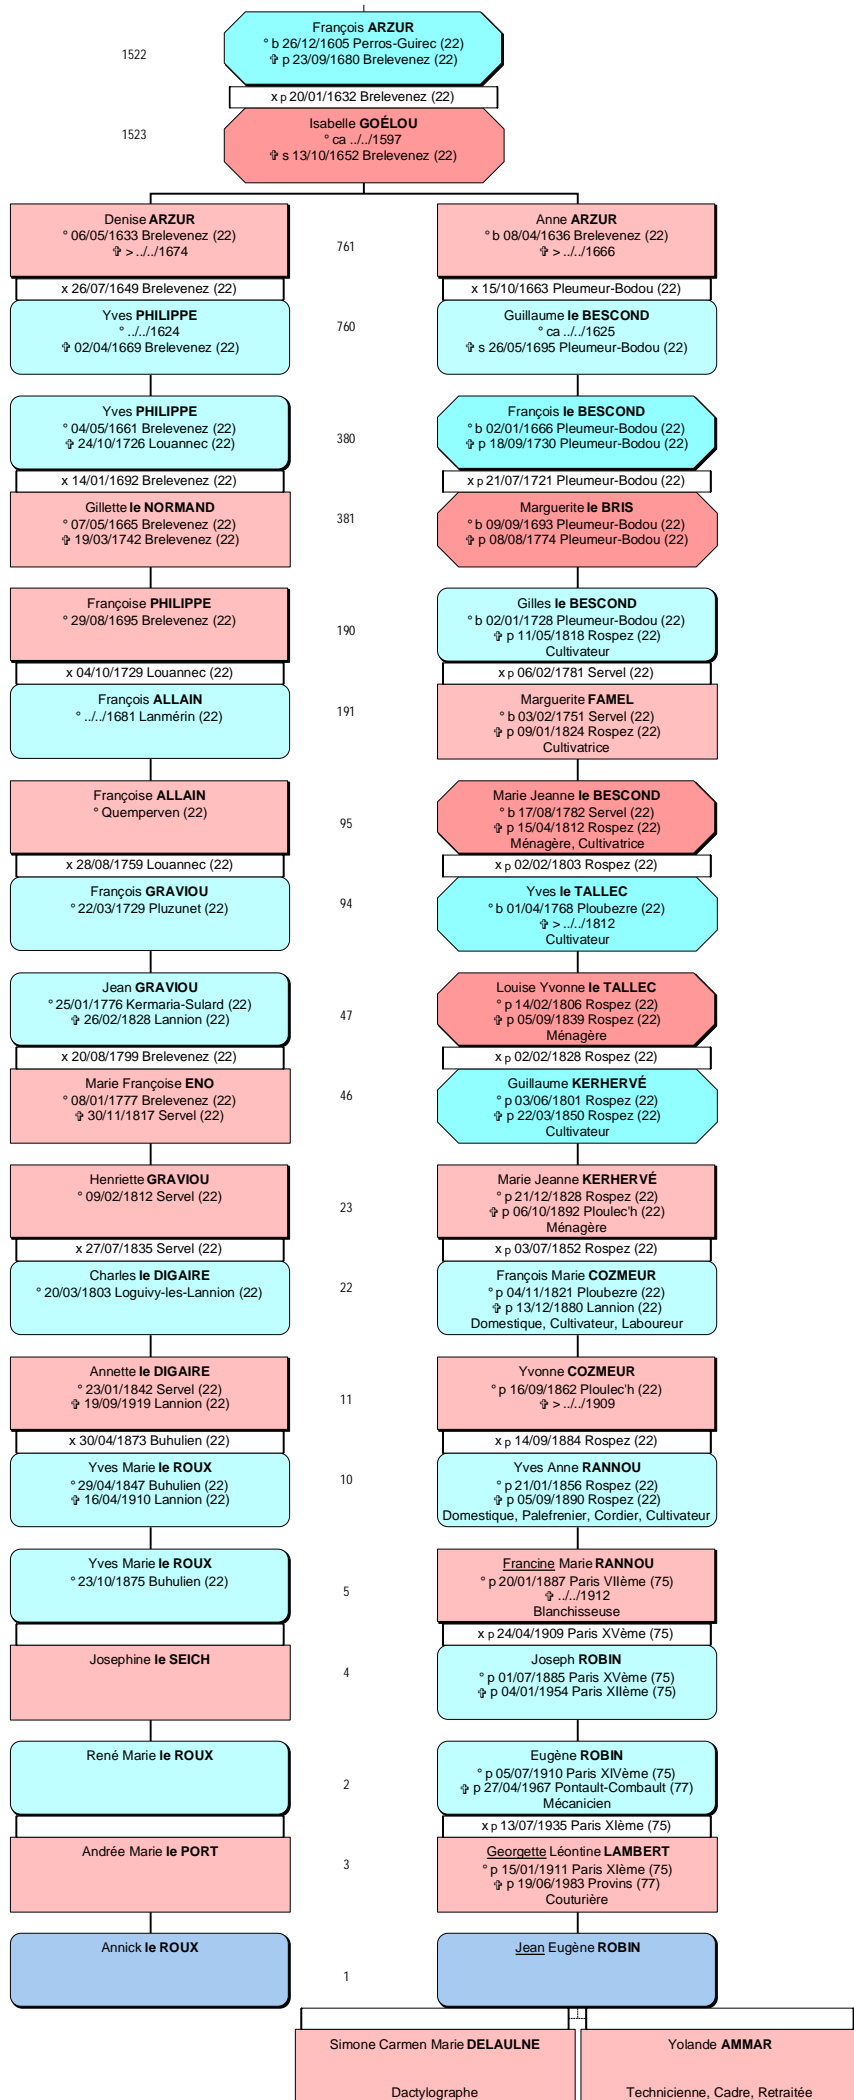 François ARZUR
° b 26/12/1605 Perros-Guirec (22)
✞ p 23/09/1680 Brelevenez (22)
1522
x p 20/01/1632 Brelevenez (22)
Isabelle GOÉLOU
° ca ../../1597
✞ s 13/10/1652 Brelevenez (22)
1523
Denise ARZUR
° 06/05/1633 Brelevenez (22)
✞ > ../../1674
761
Anne ARZUR
° b 08/04/1636 Brelevenez (22)
✞ > ../../1666
x 26/07/1649 Brelevenez (22)
x 15/10/1663 Pleumeur-Bodou (22)
Yves PHILIPPE
° ../../1624
✞ 02/04/1669 Brelevenez (22)
760
Guillaume le BESCOND
° ca ../../1625
✞ s 26/05/1695 Pleumeur-Bodou (22)
Yves PHILIPPE
° 04/05/1661 Brelevenez (22)
✞ 24/10/1726 Louannec (22)
380
François le BESCOND
° b 02/01/1666 Pleumeur-Bodou (22)
✞ p 18/09/1730 Pleumeur-Bodou (22)
x 14/01/1692 Brelevenez (22)
x p 21/07/1721 Pleumeur-Bodou (22)
Gillette le NORMAND
° 07/05/1665 Brelevenez (22)
✞ 19/03/1742 Brelevenez (22)
381
Marguerite le BRIS
° b 09/09/1693 Pleumeur-Bodou (22)
✞ p 08/08/1774 Pleumeur-Bodou (22)
Françoise PHILIPPE
° 29/08/1695 Brelevenez (22)
190
Gilles le BESCOND
° b 02/01/1728 Pleumeur-Bodou (22)
✞ p 11/05/1818 Rospez (22)
Cultivateur
x 04/10/1729 Louannec (22)
x p 06/02/1781 Servel (22)
François ALLAIN
° ../../1681 Lanmérin (22)
191
Marguerite FAMEL
° b 03/02/1751 Servel (22)
✞ p 09/01/1824 Rospez (22)
Cultivatrice
Françoise ALLAIN
° Quemperven (22)
95
Marie Jeanne le BESCOND
° b 17/08/1782 Servel (22)
✞ p 15/04/1812 Rospez (22)
Ménagère, Cultivatrice
x 28/08/1759 Louannec (22)
x p 02/02/1803 Rospez (22)
François GRAVIOU
° 22/03/1729 Pluzunet (22)
94
Yves le TALLEC
° b 01/04/1768 Ploubezre (22)
✞ > ../../1812
Cultivateur
Jean GRAVIOU
° 25/01/1776 Kermaria-Sulard (22)
✞ 26/02/1828 Lannion (22)
47
Louise Yvonne le TALLEC
° p 14/02/1806 Rospez (22)
✞ p 05/09/1839 Rospez (22)
Ménagère
x 20/08/1799 Brelevenez (22)
x p 02/02/1828 Rospez (22)
Marie Françoise ENO
° 08/01/1777 Brelevenez (22)
✞ 30/11/1817 Servel (22)
46
Guillaume KERHERVÉ
° p 03/06/1801 Rospez (22)
✞ p 22/03/1850 Rospez (22)
Cultivateur
Henriette GRAVIOU
° 09/02/1812 Servel (22)
23
Marie Jeanne KERHERVÉ
° p 21/12/1828 Rospez (22)
✞ p 06/10/1892 Ploulec'h (22)
Ménagère
x 27/07/1835 Servel (22)
x p 03/07/1852 Rospez (22)
Charles le DIGAIRE
° 20/03/1803 Loguivy-les-Lannion (22)
22
François Marie COZMEUR
° p 04/11/1821 Ploubezre (22)
✞ p 13/12/1880 Lannion (22)
Domestique, Cultivateur, Laboureur
Annette le DIGAIRE
° 23/01/1842 Servel (22)
✞ 19/09/1919 Lannion (22)
11
Yvonne COZMEUR
° p 16/09/1862 Ploulec'h (22)
✞ > ../../1909
x 30/04/1873 Buhulien (22)
x p 14/09/1884 Rospez (22)
Yves Marie le ROUX
° 29/04/1847 Buhulien (22)
✞ 16/04/1910 Lannion (22)
10
Yves Anne RANNOU
° p 21/01/1856 Rospez (22)
✞ p 05/09/1890 Rospez (22)
Domestique, Palefrenier, Cordier, Cultivateur
Yves Marie le ROUX
° 23/10/1875 Buhulien (22)
5
Francine Marie RANNOU
° p 20/01/1887 Paris VIIème (75)
✞ ../../1912
Blanchisseuse
x p 24/04/1909 Paris XVème (75)
Josephine le SEICH
4
Joseph ROBIN
° p 01/07/1885 Paris XVème (75)
✞ p 04/01/1954 Paris XIIème (75)
René Marie le ROUX
2
Eugène ROBIN
° p 05/07/1910 Paris XIVème (75)
✞ p 27/04/1967 Pontault-Combault (77)
Mécanicien
x p 13/07/1935 Paris XIème (75)
Andrée Marie le PORT
3
Georgette Léontine LAMBERT
° p 15/01/1911 Paris XIème (75)
✞ p 19/06/1983 Provins (77)
Couturière
Annick le ROUX
1
Jean Eugène ROBIN
Simone Carmen Marie DELAULNE
Dactylographe
Yolande AMMAR
Technicienne, Cadre, Retraitée